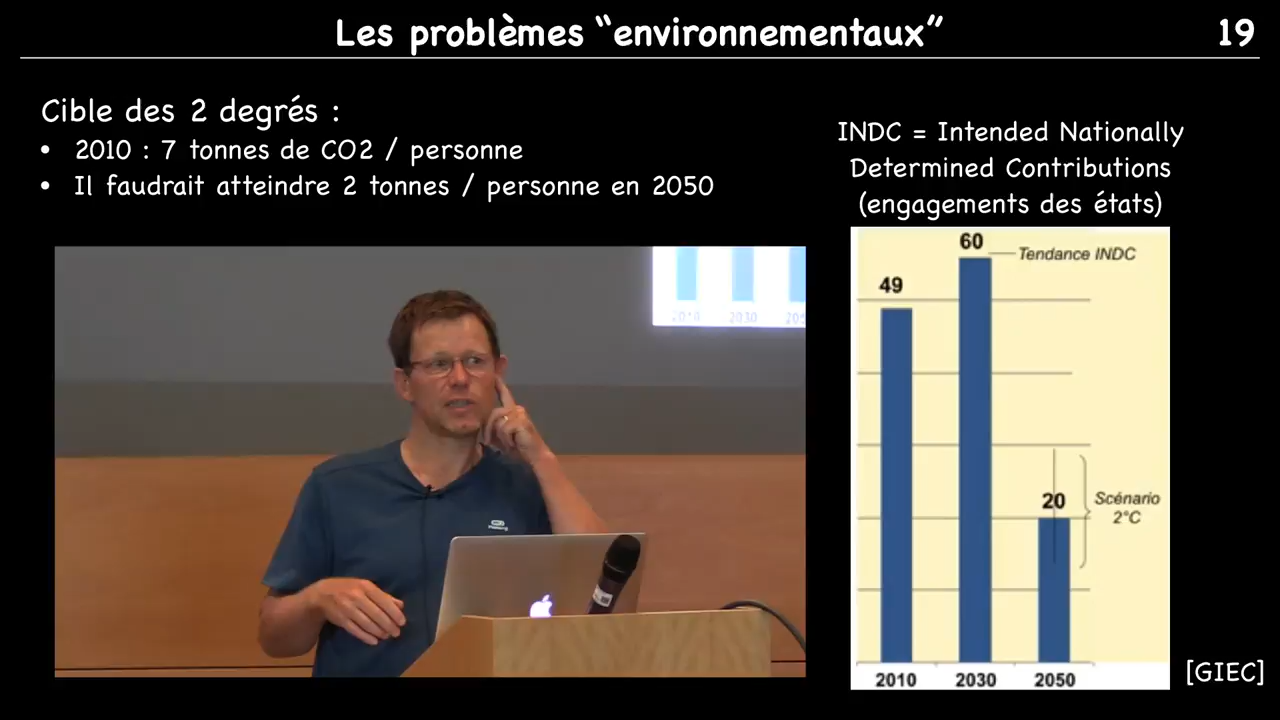 Les problèmes “environnementaux”
19
Cible des 2 degrés :
• 2010 : 7 tonnes de CO2 / personne
• Il faudrait atteindre 2 tonnes / personne en 2050
INDC = Intended Nationally
Determined Contributions
(engagements des états)
60
Tendance INDC
49
20
Scénario
2°C
2010 2030 2050
[GIEC]
2010 2030